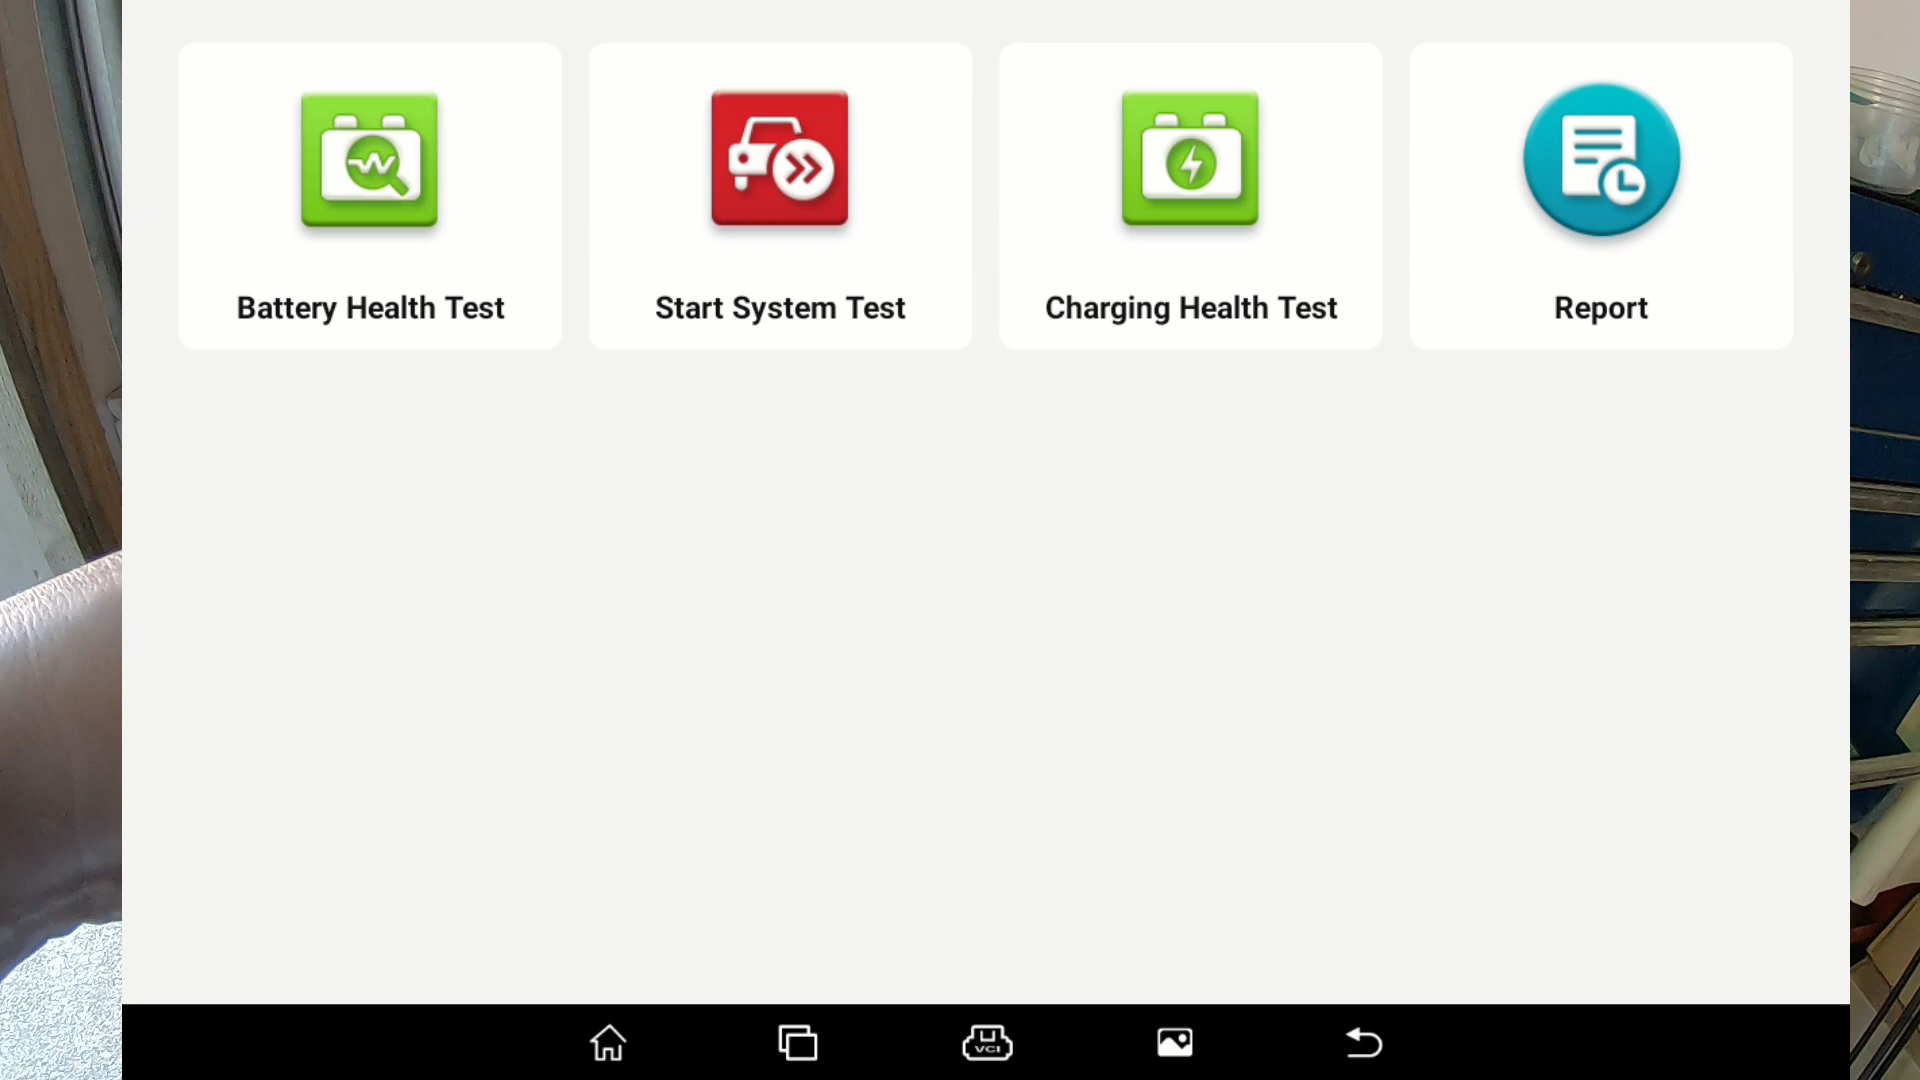 Battery Health Test
Start System Test
Charging Health Test
Report
VCI